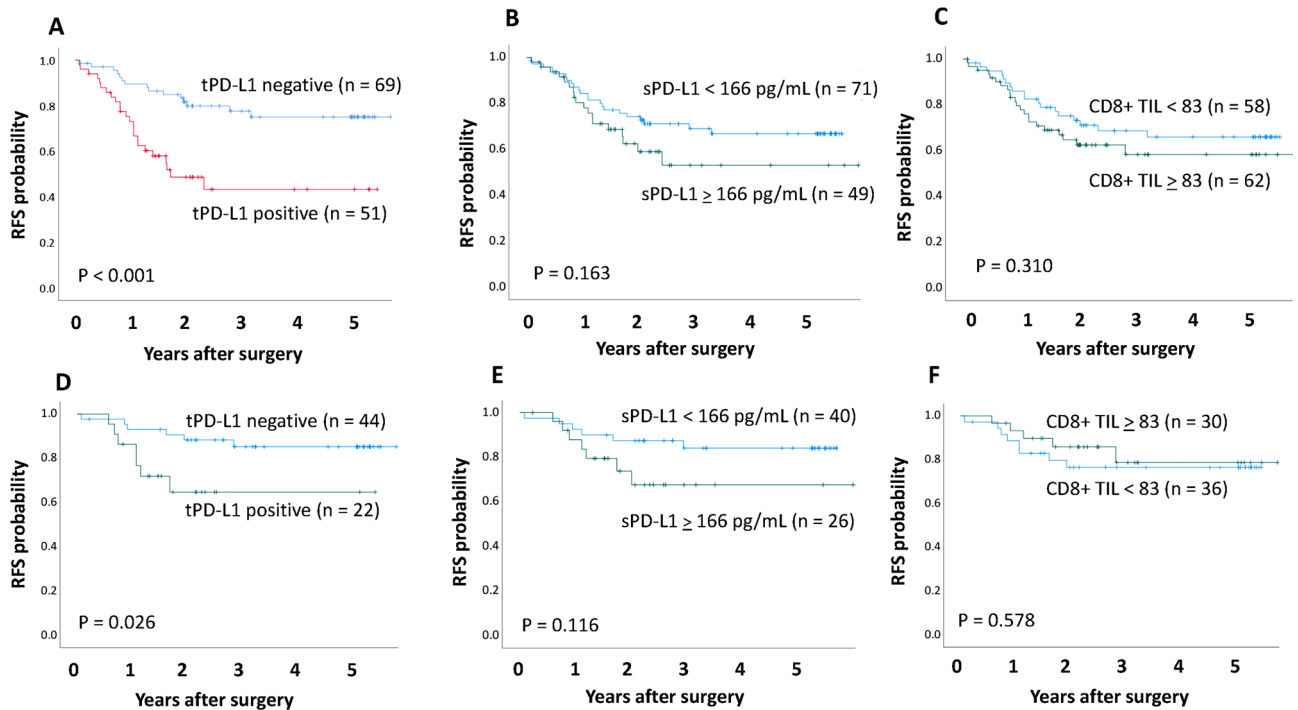 A
1.0
0.8
0.6
0.4
0.2
0.0
RFS probability
tPD-L1 negative (n = 69)
tPD-L1 positive (n = 51)
P < 0.001
0 1 2 3 4 5
Years after surgery
B
1.0
0.8
0.6
0.4
0.2
0.0
RFS probability
sPD-L1 < 166 pg/mL (n = 71)
sPD-L1 ≥ 166 pg/mL (n = 49)
P = 0.163
0 1 2 3 4 5
Years after surgery
C
1.0
0.8
0.6
0.4
0.2
0.0
RFS probability
CD8+ TIL < 83 (n = 58)
CD8+ TIL ≥ 83 (n = 62)
P = 0.310
0 1 2 3 4 5
Years after surgery
D
1.0
0.8
0.6
0.4
0.2
0.0
RFS probability
tPD-L1 negative (n = 44)
tPD-L1 positive (n = 22)
P = 0.026
0 1 2 3 4 5
Years after surgery
E
1.0
0.8
0.6
0.4
0.2
0.0
RFS probability
sPD-L1 < 166 pg/mL (n = 40)
sPD-L1 ≥ 166 pg/mL (n = 26)
P = 0.116
0 1 2 3 4 5
Years after surgery
F
1.0
0.8
0.6
0.4
0.2
0.0
RFS probability
CD8+ TIL ≥ 83 (n = 30)
CD8+ TIL < 83 (n = 36)
P = 0.578
0 1 2 3 4 5
Years after surgery